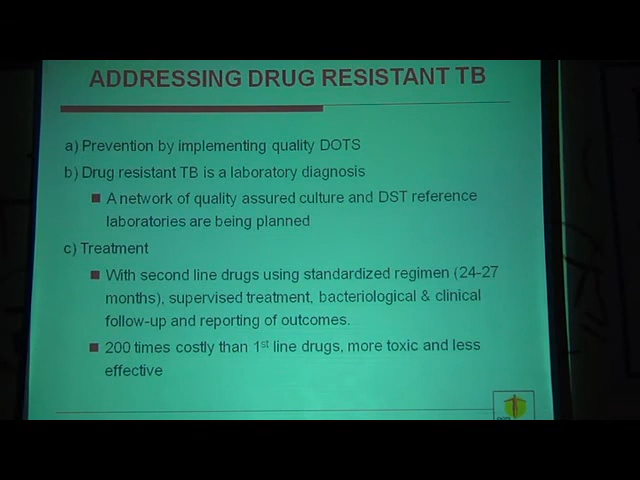 ADDRESSING DRUG RESISTANT TB
a) Prevention by implementing quality DOTS
b) Drug resistant TB is a laboratory diagnosis
■ A network of quality assured culture and DST reference
laboratories are being planned
c) Treatment
■ With second line drugs using standardized regimen (24-27
months), supervised treatment, bacteriological & clinical
follow-up and reporting of outcomes.
■ 200 times costly than 1st line drugs, more toxic and less
effective